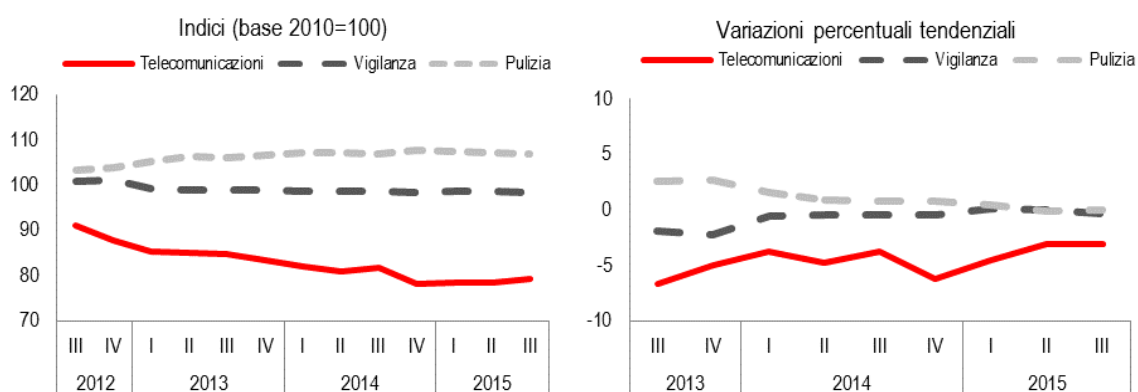 Indici (base 2010=100)
Telecomunicazioni Vigilanza Pulizia
120
110
100
90
80
70
III IV I II III IV I II III IV I II III
2012 2013 2014 2015
Variazioni percentuali tendenziali
Telecomunicazioni Vigilanza Pulizia
10
5
0
-5
-10
III IV I II III IV I II III
2013 2014 2015